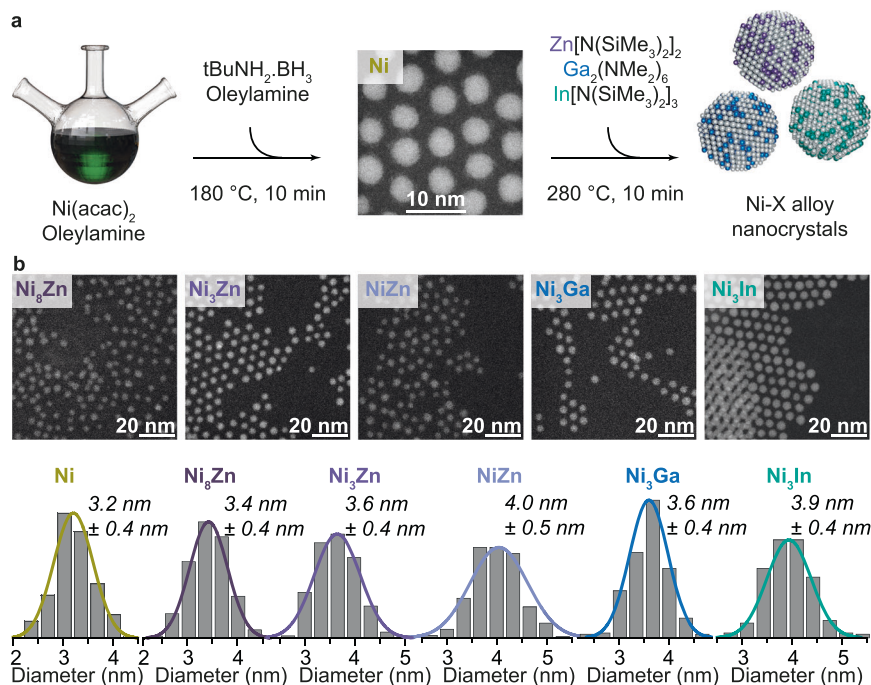 a
tBuNH2.BH3
Oleylamine
180 °C, 10 min
Ni(acac)2
Oleylamine
Ni
10 nm
Zn[N(SiMe3)2]2
Ga2(NMe2)6
In[N(SiMe3)2]3
280 °C, 10 min
Ni-X alloy
nanocrystals
b
Ni8Zn
20 nm
Ni3Zn
20 nm
NiZn
20 nm
Ni3Ga
20 nm
Ni3In
20 nm
Ni
3.2 nm
± 0.4 nm
2 3 4
Diameter (nm)
Ni8Zn
3.4 nm
± 0.4 nm
2 3 4
Diameter (nm)
Ni3Zn
3.6 nm
± 0.4 nm
3 4 5
Diameter (nm)
NiZn
4.0 nm
± 0.5 nm
3 4 5
Diameter (nm)
Ni3Ga
3.6 nm
± 0.4 nm
3 4
Diameter (nm)
Ni3In
3.9 nm
± 0.4 nm
3 4 5
Diameter (nm)